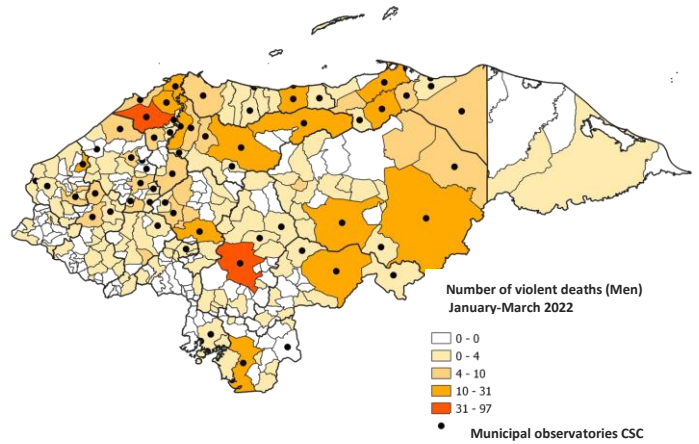 Number of violent deaths (Men)
January-March 2022
0 - 0
0 - 4
4 - 10
10 - 31
31 - 97
Municipal observatories CSC